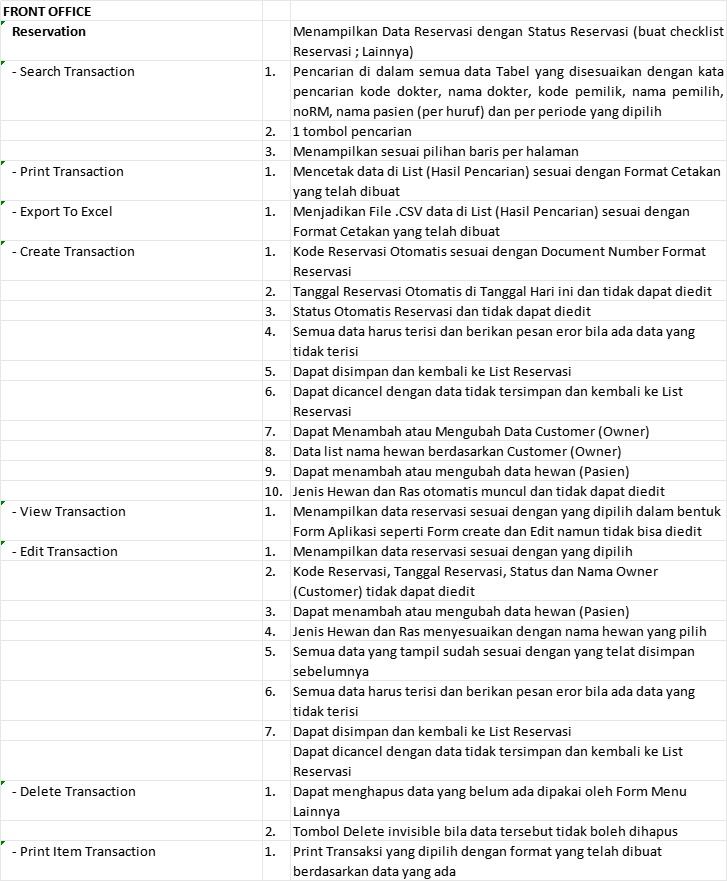 FRONT OFFICE
Reservation
Menampilkan Data Reservasi dengan Status Reservasi (buat checklist
Reservasi ; Lainnya)
- Search Transaction
1. Pencarian di dalam semua data Tabel yang disesuaikan dengan kata
pencarian kode dokter, nama dokter, kode pemilik, nama pemilih,
noRM, nama pasien (per huruf) dan per periode yang dipilih
2. 1 tombol pencarian
3. Menampilkan sesuai pilihan baris per halaman
- Print Transaction
1. Mencetak data di List (Hasil Pencarian) sesuai dengan Format Cetakan
yang telah dibuat
- Export To Excel
1. Menjadikan File .CSV data di List (Hasil Pencarian) sesuai dengan
Format Cetakan yang telah dibuat
- Create Transaction
1. Kode Reservasi Otomatis sesuai dengan Document Number Format
Reservasi
2. Tanggal Reservasi Otomatis di Tanggal Hari ini dan tidak dapat diedit
3. Status Otomatis Reservasi dan tidak dapat diedit
4. Semua data harus terisi dan berikan pesan eror bila ada data yang
tidak terisi
5. Dapat disimpan dan kembali ke List Reservasi
6. Dapat dicancel dengan data tidak tersimpan dan kembali ke List
Reservasi
7. Dapat Menambah atau Mengubah Data Customer (Owner)
8. Data list nama hewan berdasarkan Customer (Owner)
9. Dapat menambah atau mengubah data hewan (Pasien)
10. Jenis Hewan dan Ras otomatis muncul dan tidak dapat diedit
- View Transaction
1. Menampilkan data reservasi sesuai dengan yang dipilih dalam bentuk
Form Aplikasi seperti Form create dan Edit namun tidak bisa diedit
- Edit Transaction
1. Menampilkan data reservasi sesuai dengan yang dipilih
2. Kode Reservasi, Tanggal Reservasi, Status dan Nama Owner
(Customer) tidak dapat diedit
3. Dapat menambah atau mengubah data hewan (Pasien)
4. Jenis Hewan dan Ras menyesuaikan dengan nama hewan yang pilih
5. Semua data yang tampil sudah sesuai dengan yang telat disimpan
sebelumnya
6. Semua data harus terisi dan berikan pesan eror bila ada data yang
tidak terisi
7. Dapat disimpan dan kembali ke List Reservasi
Dapat dicancel dengan data tidak tersimpan dan kembali ke List
Reservasi
- Delete Transaction
1. Dapat menghapus data yang belum ada dipakai oleh Form Menu
Lainnya
2. Tombol Delete invisible bila data tersebut tidak boleh dihapus
- Print Item Transaction
1. Print Transaksi yang dipilih dengan format yang telah dibuat
berdasarkan data yang ada